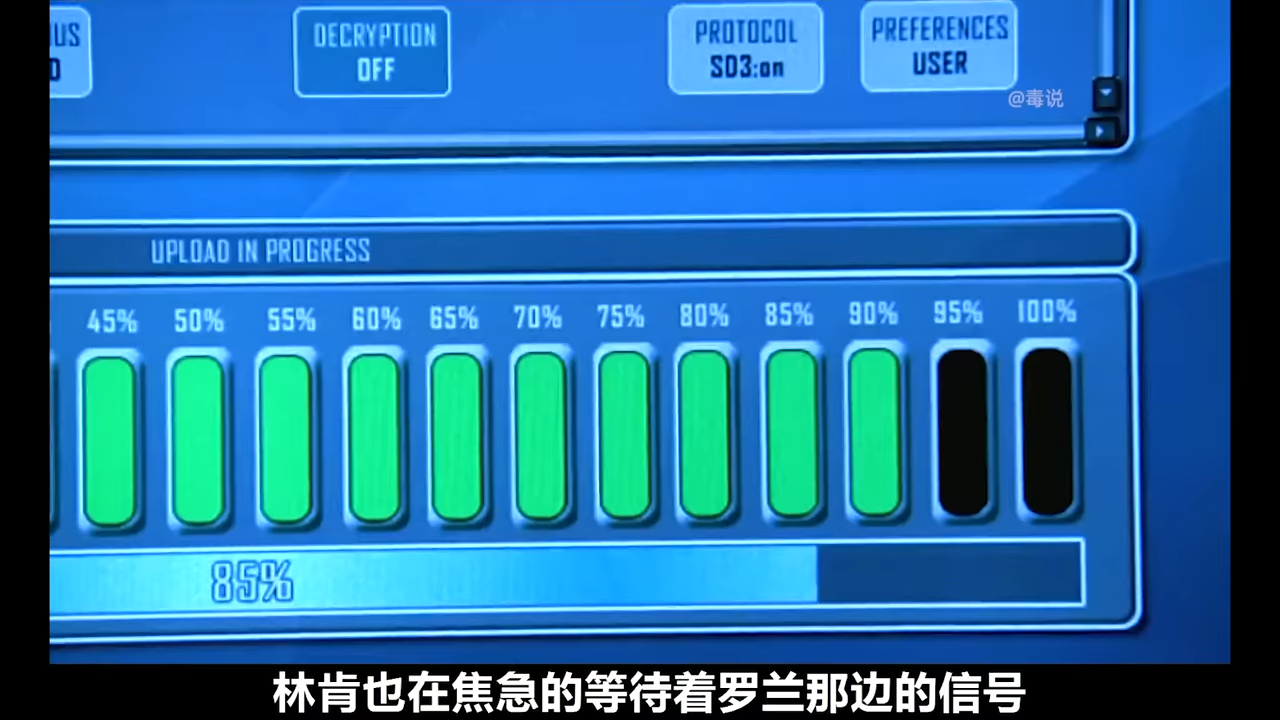 DECRYPTION
OFF
PROTOCOL
SD3:on
PREFERENCES
USER
@毒说
UPLOAD IN PROGRESS
45% 50% 55% 60% 65% 70% 75% 80% 85% 90% 95% 100%
85%
林肯也在焦急的等待着罗兰那边的信号